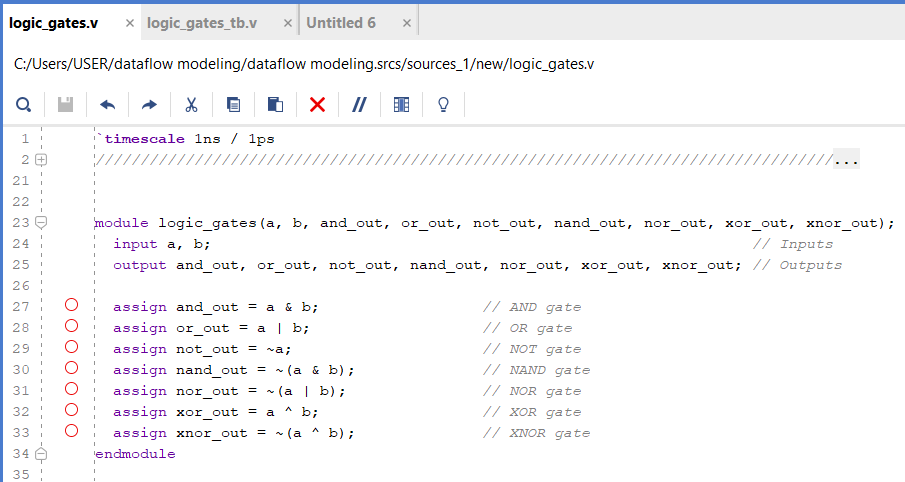 logic_gates.v × logic_gates_tb.v × Untitled 6 ×
C:/Users/USER/dataflow modeling/dataflow modeling.srcs/sources_1/new/logic_gates.v
1 `timescale 1ns / 1ps
2 //////////////////////////////////////////////////////////////////////////////////...
21
22
23 module logic_gates(a, b, and_out, or_out, not_out, nand_out, nor_out, xor_out, xnor_out);
24 input a, b; // Inputs
25 output and_out, or_out, not_out, nand_out, nor_out, xor_out, xnor_out; // Outputs
26
27 assign and_out = a & b; // AND gate
28 assign or_out = a | b; // OR gate
29 assign not_out = ~a; // NOT gate
30 assign nand_out = ~(a & b); // NAND gate
31 assign nor_out = ~(a | b); // NOR gate
32 assign xor_out = a ^ b; // XOR gate
33 assign xnor_out = ~(a ^ b); // XNOR gate
34 endmodule
35